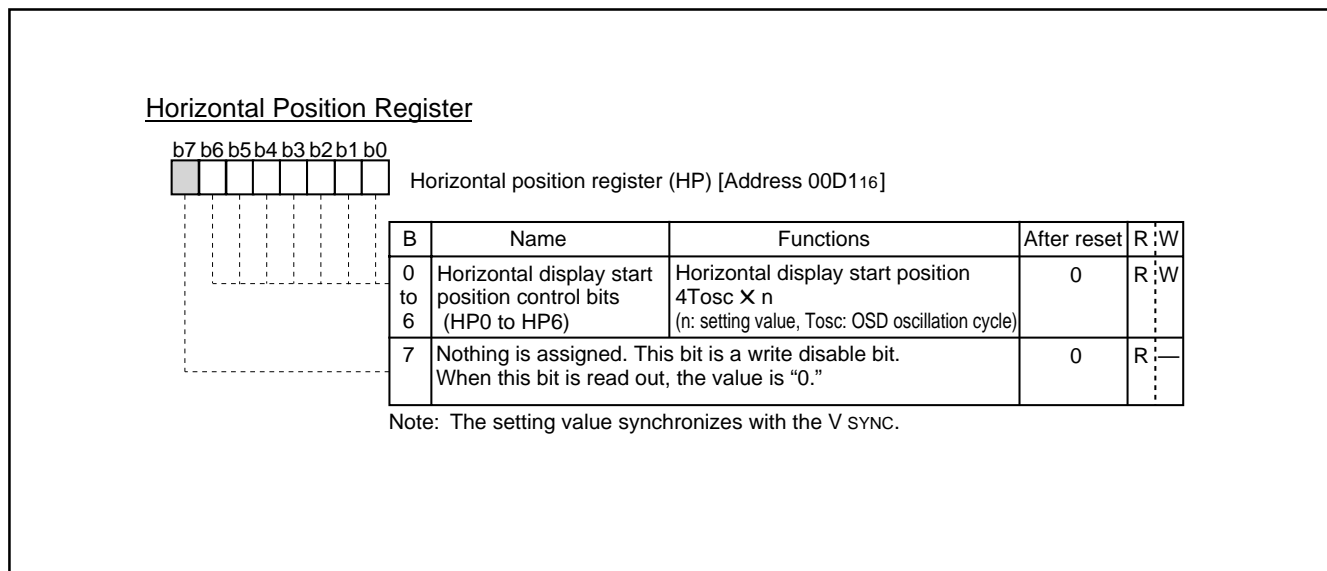 Horizontal Position Register
b7 b6 b5 b4 b3 b2 b1 b0
Horizontal position register (HP) [Address 00D116]
B Name Functions After reset R W
0 to 6 Horizontal display start position control bits (HP0 to HP6) Horizontal display start position 4Tosc ✕ n (n: setting value, Tosc: OSD oscillation cycle) 0 R W
7 Nothing is assigned. This bit is a write disable bit. 0 R —
When this bit is read out, the value is “0.”
Note: The setting value synchronizes with the V SYNC.